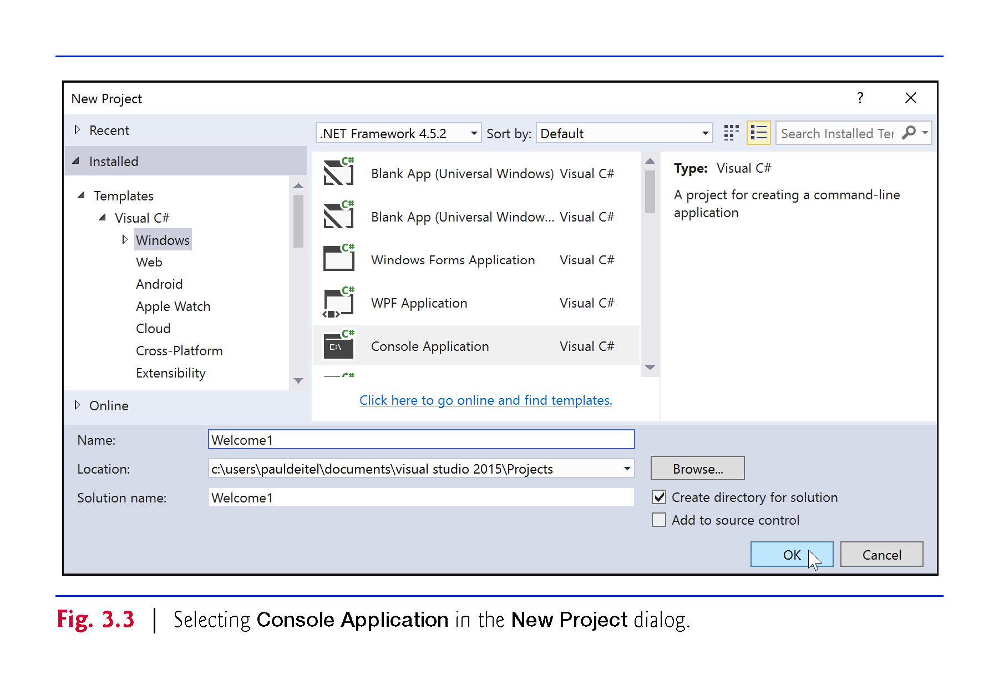 New Project
?
Recent
.NET Framework 4.5.2
Sort by:
Default
Search Installed Ter
Installed
Templates
Visual C#
Windows
Web
Android
Apple Watch
Cloud
Cross-Platform
Extensibility
Online
C#
Blank App (Universal Windows) Visual C#
C#
Blank App (Universal Window... Visual C#
C#
Windows Forms Application Visual C#
C#
WPF Application Visual C#
C#
C:\
Console Application Visual C#
C#
Click here to go online and find templates.
Type: Visual C#
A project for creating a command-line
application
Name: Welcome1
Location: c:\users\pauldeitel\documents\visual studio 2015\Projects
Browse...
Solution name: Welcome1
Create directory for solution
Add to source control
OK
Cancel
Fig. 3.3 | Selecting Console Application in the New Project dialog.